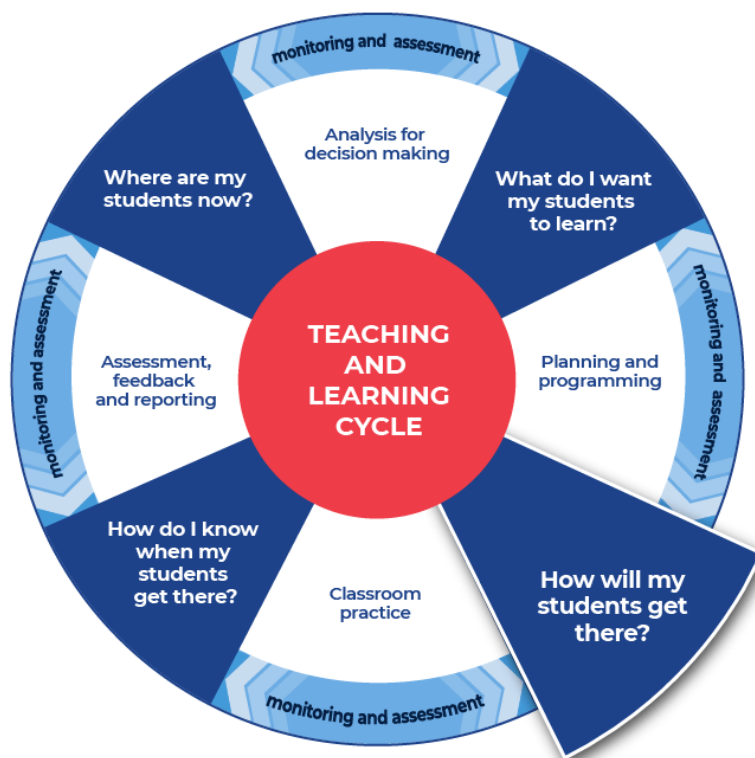 monitoring and assessment
Analysis for
decision making
Where are my
students now?
What do I want
my students
to learn?
monitoring and assessment
monitoring and assessment
TEACHING
AND
LEARNING
CYCLE
Assessment,
feedback
and reporting
Planning and
programming
How do I know
when my
students
get there?
Classroom
practice
How will my
students get
there?
monitoring and assessment